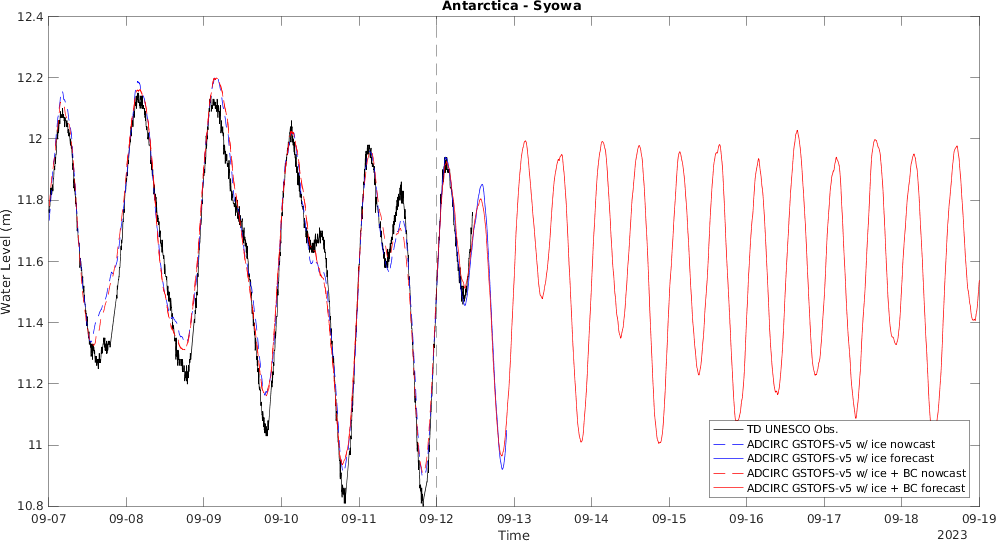 Antarctica - Syowa
12.4
12.2
12
11.8
11.6
11.4
11.2
11
10.8
Water Level (m)
TD UNESCO Obs.
ADCIRC GSTOFS-v5 w/ ice nowcast
ADCIRC GSTOFS-v5 w/ ice forecast
ADCIRC GSTOFS-v5 w/ ice + BC nowcast
ADCIRC GSTOFS-v5 w/ ice + BC forecast
09-07 09-08 09-09 09-10 09-11 09-12 09-13 09-14 09-15 09-16 09-17 09-18 09-19
Time
2023